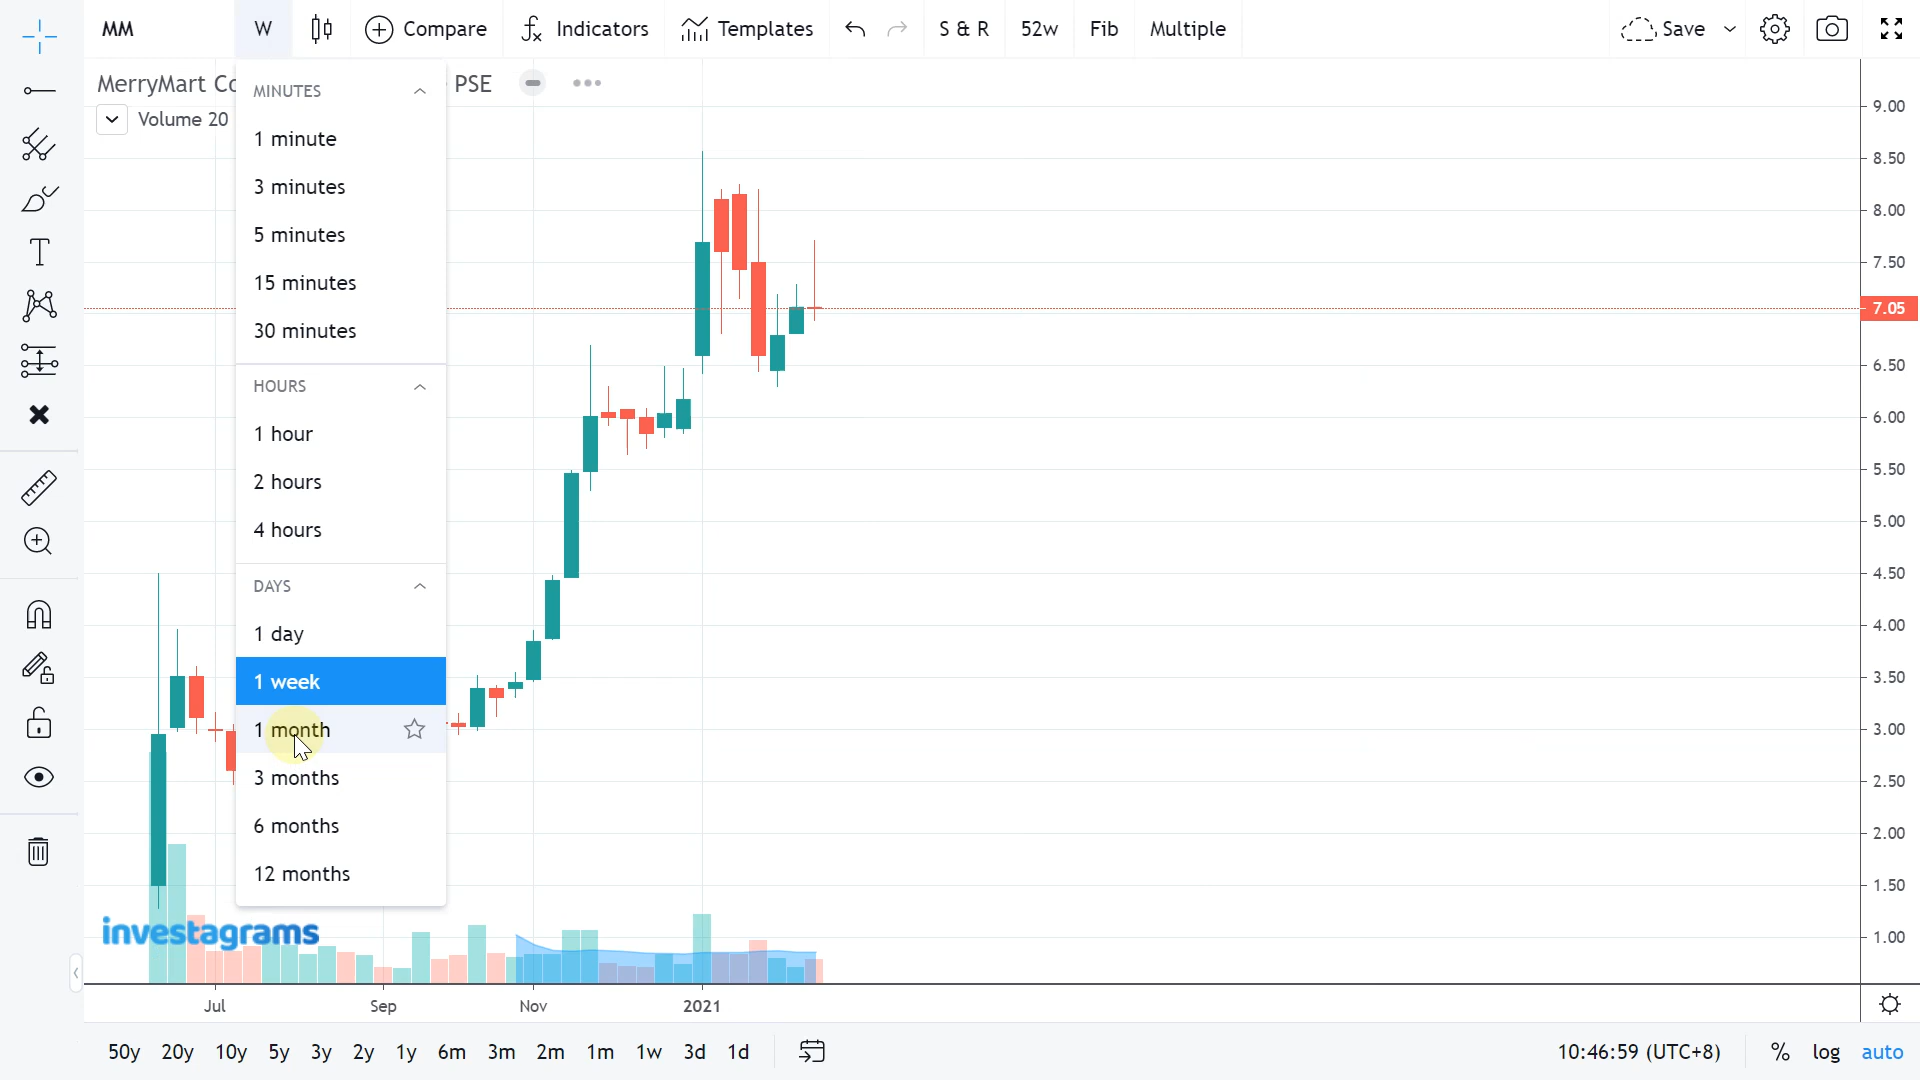 MM
W
Compare
Indicators
Templates
S & R
52w
Fib
Multiple
Save
MerryMart Co
PSE
Volume 20
MINUTES
1 minute
3 minutes
5 minutes
15 minutes
30 minutes
HOURS
1 hour
2 hours
4 hours
DAYS
1 day
1 week
1 month
3 months
6 months
12 months
9.00
8.50
8.00
7.50
7.05
6.50
6.00
5.50
5.00
4.50
4.00
3.50
3.00
2.50
2.00
1.50
1.00
investagrams
Jul
Sep
Nov
2021
50y
20y
10y
5y
3y
2y
1y
6m
3m
2m
1m
1w
3d
1d
10:46:59 (UTC+8)
%
log
auto